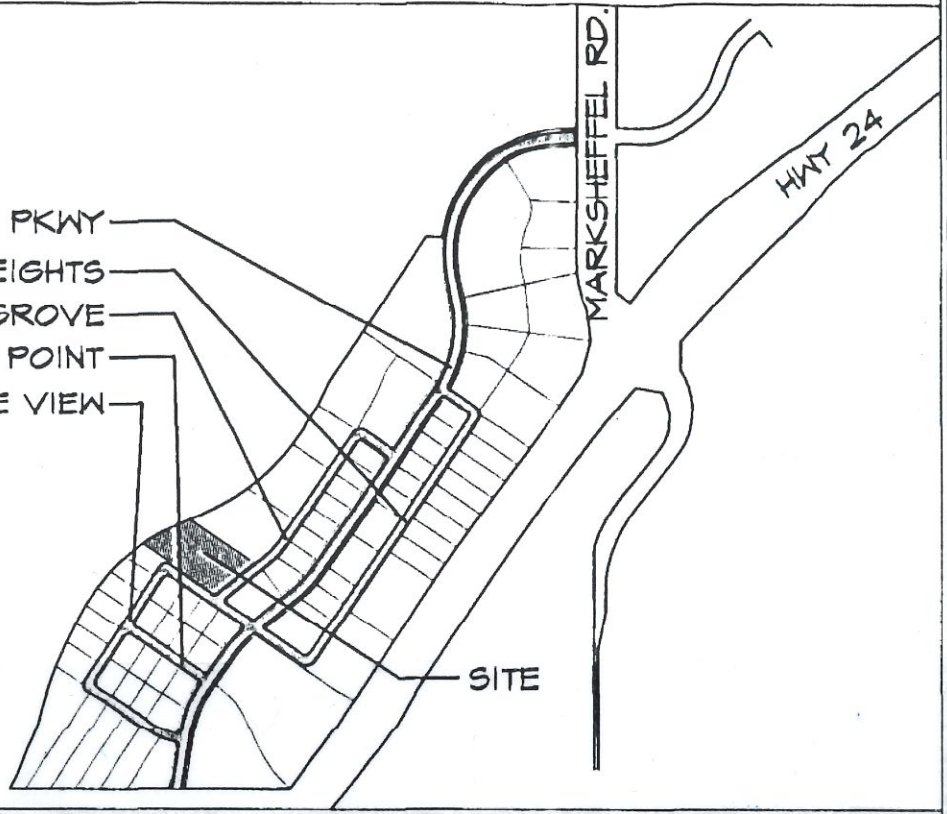 MARKSHEFFEL RD.
HWY 24
PKWY
EIGHTS
GROVE
POINT
E VIEW
SITE